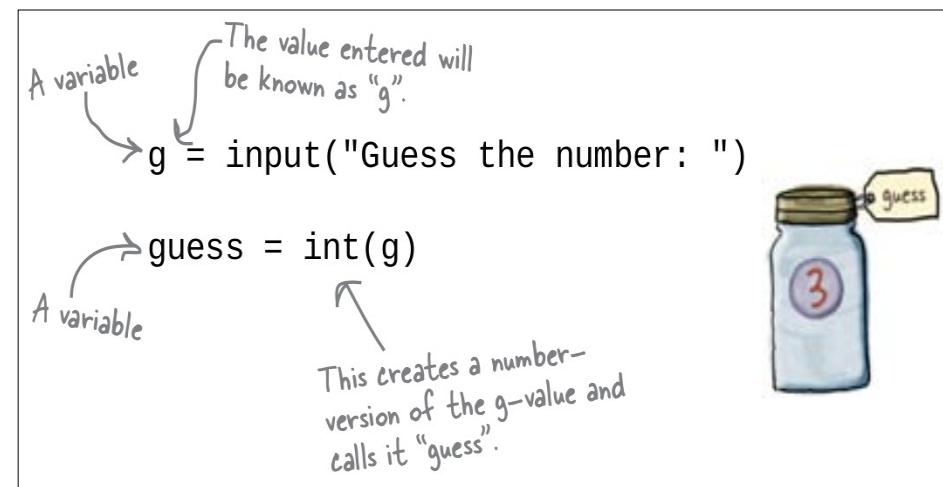 The value entered will
be known as "g".
A variable
g = input("Guess the number: ")
guess
3
guess = int(g)
A variable
This creates a number-
version of the g-value and
calls it "guess".